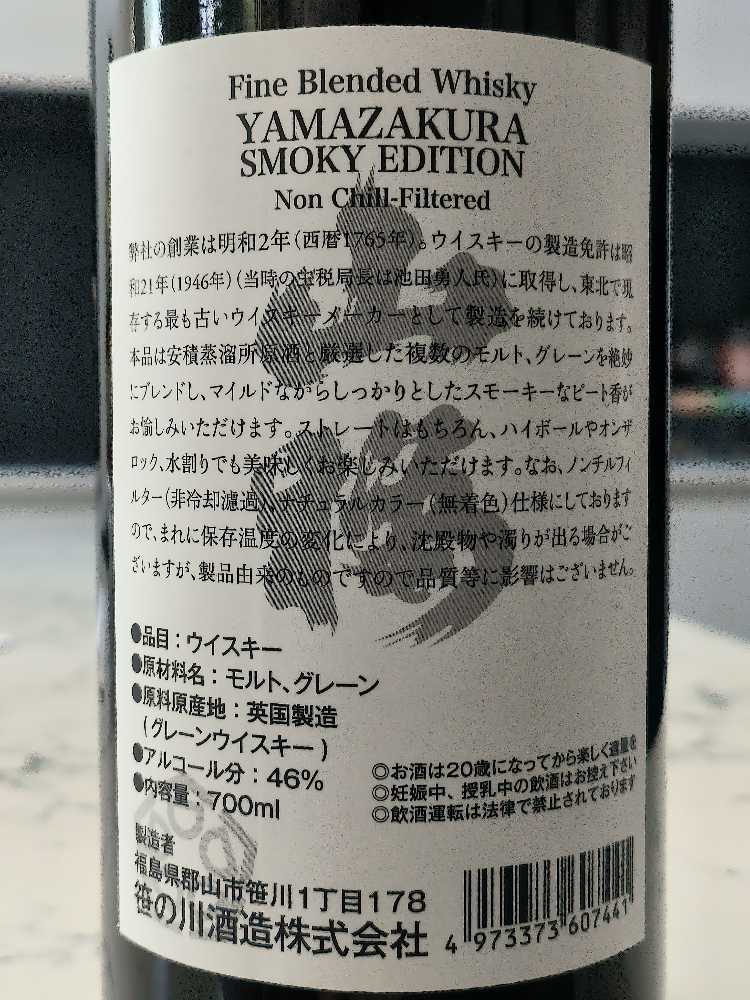 Fine Blended Whisky
YAMAZAKURA
SMOKY EDITION
Non Chill-Filtered
弊社の創業は明和2年(西暦1765年)。ウイスキーの製造免許は昭
和21年(1946年)(当時の主税局長は池田勇人氏)に取得し、東北で現
存する最も古いウイスキーメーカーとして製造を続けております。
本品は安積蒸溜所原酒と厳選した複数のモルト、グレーンを絶妙
にブレンドし、マイルドながらしっかりとしたスモーキーなピート香が
お愉しみいただけます。ストレートはもちろん、ハイボールやオンザ
ロック、水割りでも美味しくお楽しみいただけます。なお、ノンチルフィ
ルター(非冷却濾過)、ナチュラルカラー(無着色)仕様にしております
ので、まれに保存温度の変化により、沈殿物や濁りが出る場合がご
ざいますが、製品由来のものですので品質等に影響はございません。
●品目:ウイスキー
●原材料名:モルト、グレーン
●原料原産地:英国製造
(グレーンウイスキー)
●アルコール分:46%
●内容量:700ml
◎お酒は20歳になってから楽しく適量を
◎妊娠中、授乳中の飲酒はお控え下さい
◎飲酒運転は法律で禁止されております
製造者
福島県郡山市笹川1丁目178
笹の川酒造株式会社
4 973373 607441